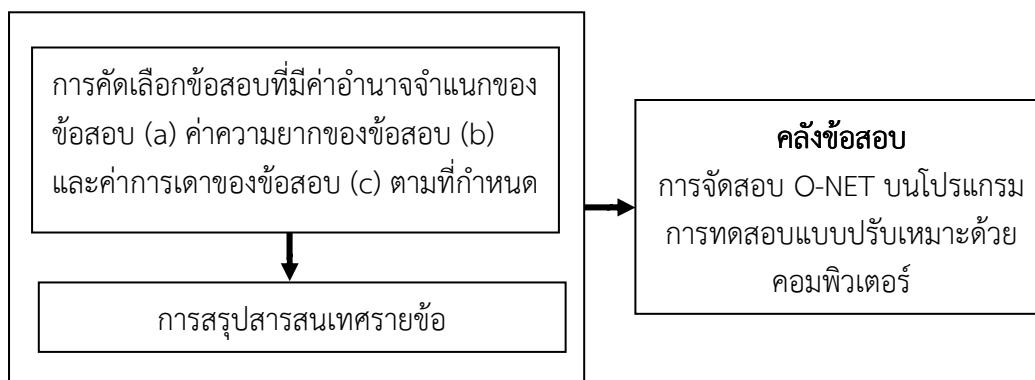 การคัดเลือกข้อสอบที่มีค่าอำนาจจำแนกของ
ข้อสอบ (a) ค่าความยากของข้อสอบ (b)
และค่าการเดาของข้อสอบ (c) ตามที่กำหนด
การสรุปสารสนเทศรายข้อ
คลังข้อสอบ
การจัดสอบ O-NET บนโปรแกรม
การทดสอบแบบปรับเหมาะด้วย
คอมพิวเตอร์